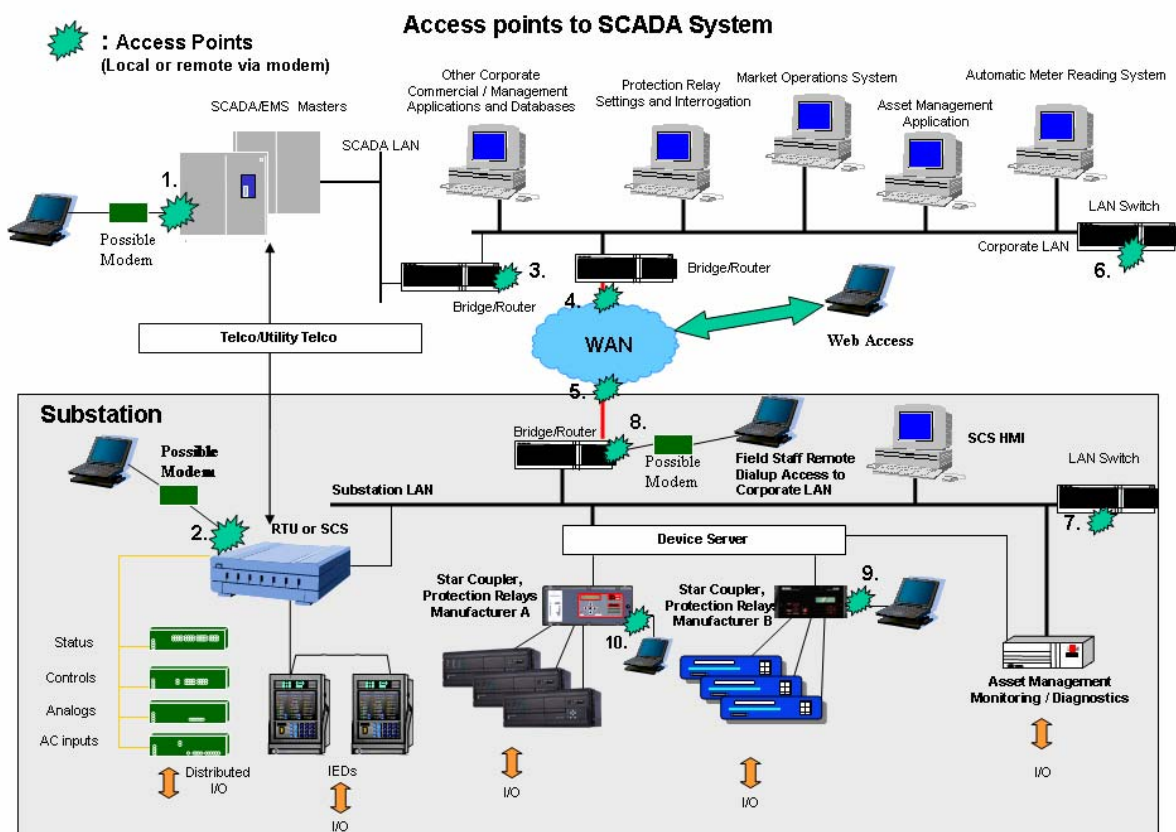 Access points to SCADA System
: Access Points
(Local or remote via modem)
SCADA/EMS Masters
SCADA LAN
Other Corporate
Commercial / Management
Applications and Databases
Protection Relay
Settings and Interrogation
Market Operations System
Asset Management
Application
Automatic Meter Reading System
1.
Possible
Modem
LAN Switch
Corporate LAN
6.
3.
Bridge/Router
Bridge/Router
4.
WAN
Web Access
Telco/Utility Telco
5.
Substation
Bridge/Router
8.
Possible
Modem
Field Staff Remote
Dialup Access to
Corporate LAN
SCS HMI
LAN Switch
7.
Possible
Modem
Substation LAN
2.
RTU or SCS
Device Server
Star Coupler,
Protection Relays
Manufacturer A
10.
Star Coupler,
Protection Relays
Manufacturer B
9.
Status
Controls
Analogs
AC inputs
Distributed
I/O
IEDs
I/O
I/O
I/O
Asset Management
Monitoring / Diagnostics
I/O